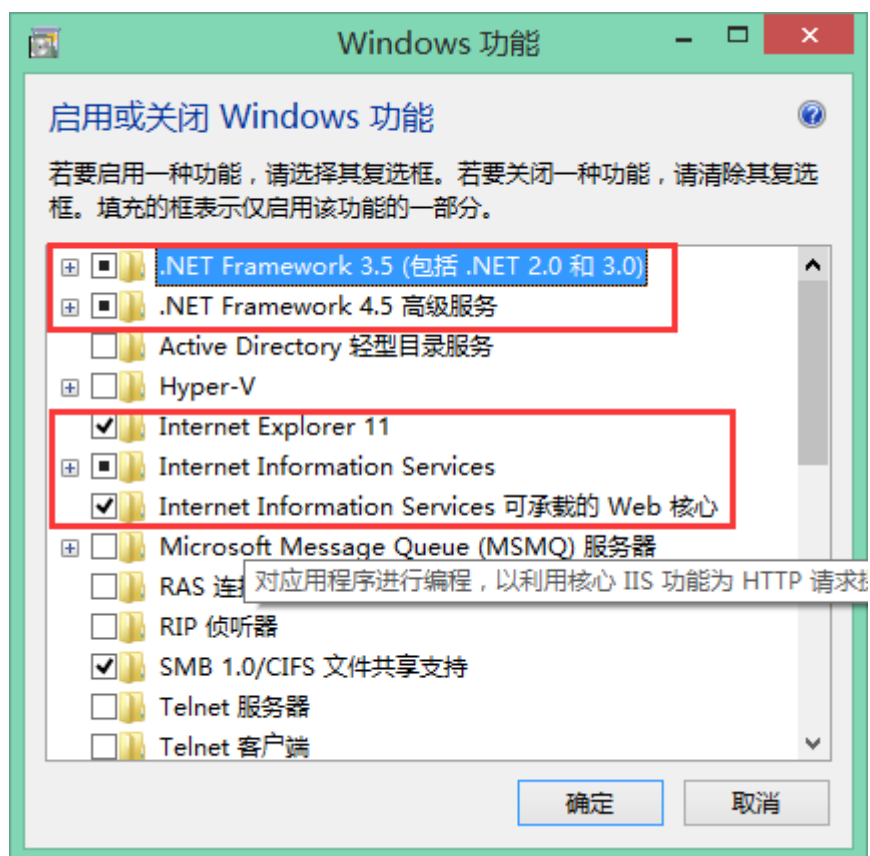 Windows 功能
启用或关闭 Windows 功能
若要启用一种功能，请选择其复选框。若要关闭一种功能，请清除其复选
框。填充的框表示仅启用该功能的一部分。
.NET Framework 3.5 (包括 .NET 2.0 和 3.0)
.NET Framework 4.5 高级服务
Active Directory 轻型目录服务
Hyper-V
Internet Explorer 11
Internet Information Services
Internet Information Services 可承载的 Web 核心
Microsoft Message Queue (MSMQ) 服务器
RAS 连
对应用程序进行编程，以利用核心 IIS 功能为 HTTP 请求
RIP 侦听器
SMB 1.0/CIFS 文件共享支持
Telnet 服务器
Telnet 客户端
确定
取消